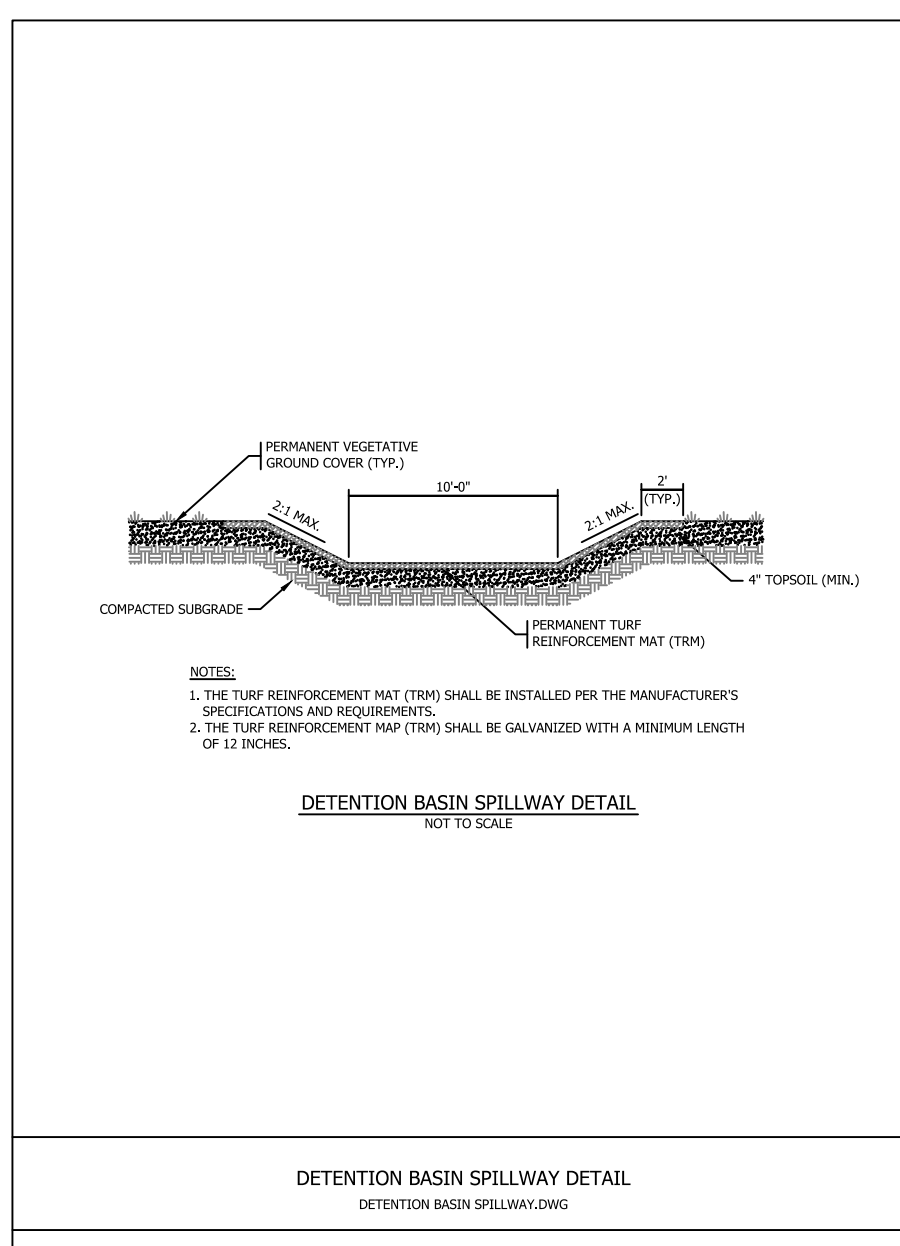 PERMANENT VEGETATIVE
GROUND COVER (TYP.)
10'-0"
2'
(TYP.)
2:1 MAX.
2:1 MAX.
4" TOPSOIL (MIN.)
COMPACTED SUBGRADE
PERMANENT TURF
REINFORCEMENT MAT (TRM)
NOTES:
1. THE TURF REINFORCEMENT MAT (TRM) SHALL BE INSTALLED PER THE MANUFACTURER'S
SPECIFICATIONS AND REQUIREMENTS.
2. THE TURF REINFORCEMENT MAP (TRM) SHALL BE GALVANIZED WITH A MINIMUM LENGTH
OF 12 INCHES.
DETENTION BASIN SPILLWAY DETAIL
NOT TO SCALE
DETENTION BASIN SPILLWAY DETAIL
DETENTION BASIN SPILLWAY.DWG